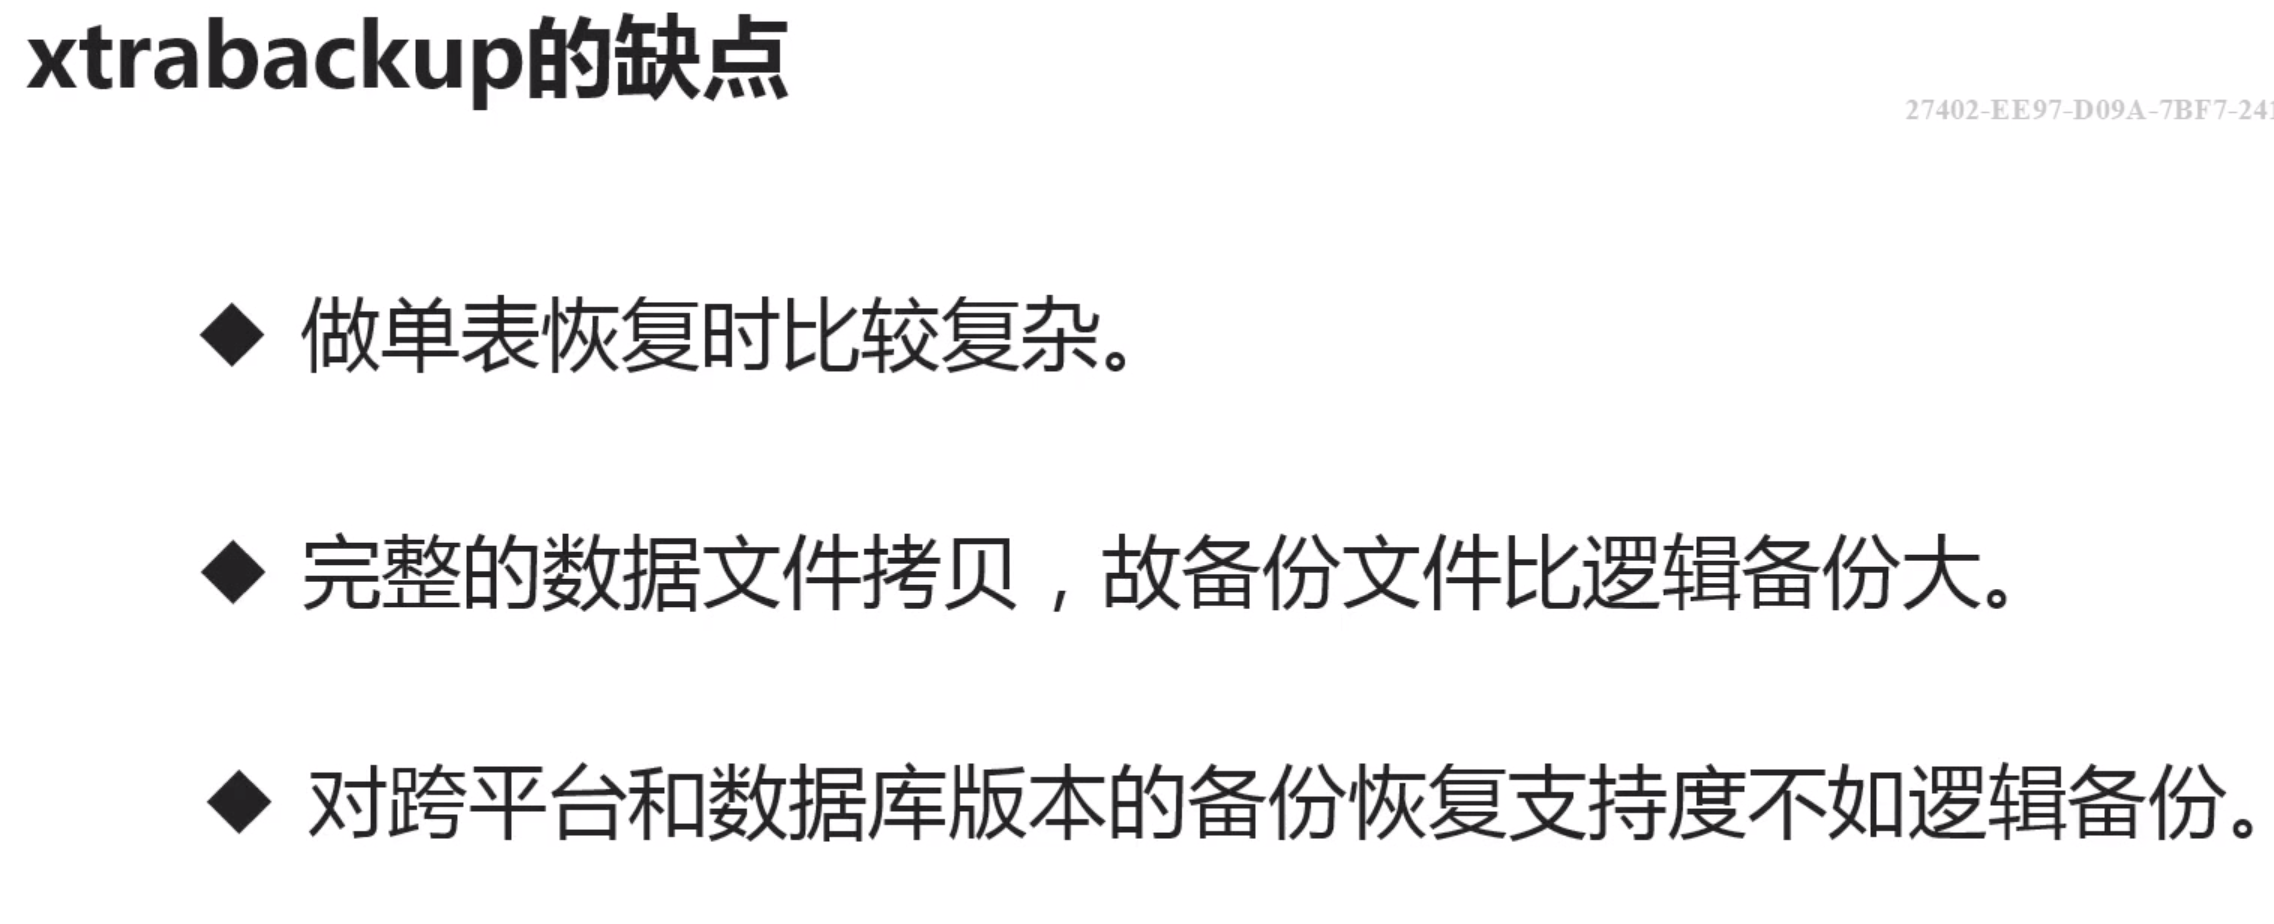 xtrabackup的缺点
27402-EE97-D09A-7BF7-241
◆ 做单表恢复时比较复杂。
◆ 完整的数据文件拷贝，故备份文件比逻辑备份大。
◆ 对跨平台和数据库版本的备份恢复支持度不如逻辑备份。